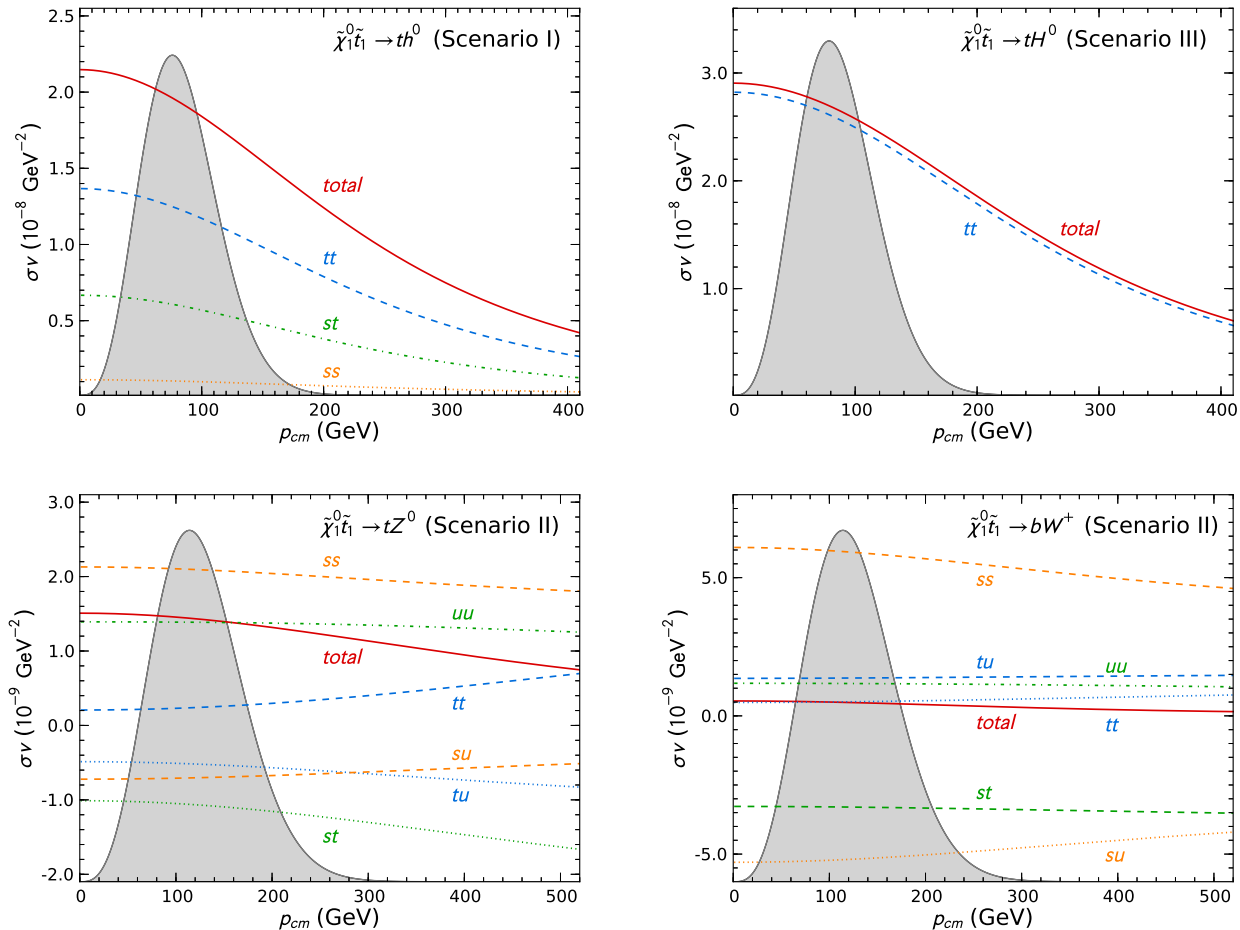 χ̃⁰₁t̃₁→th⁰ (Scenario I)
2.5
2.0
1.5
1.0
0.5
σv (10⁻⁸ GeV⁻²)
total
tt
st
ss
0 100 200 300 400
p_cm (GeV)
χ̃⁰₁t̃₁→tH⁰ (Scenario III)
3.0
2.0
1.0
σv (10⁻⁸ GeV⁻²)
tt total
0 100 200 300 400
p_cm (GeV)
χ̃⁰₁t̃₁→tZ⁰ (Scenario II)
3.0
2.0
1.0
0.0
-1.0
-2.0
σv (10⁻⁹ GeV⁻²)
ss
uu
total
tt
su
tu
st
0 100 200 300 400 500
p_cm (GeV)
χ̃⁰₁t̃₁→bW⁺ (Scenario II)
5.0
0.0
-5.0
σv (10⁻⁹ GeV⁻²)
ss
tu uu
total tt
st
su
0 100 200 300 400 500
p_cm (GeV)